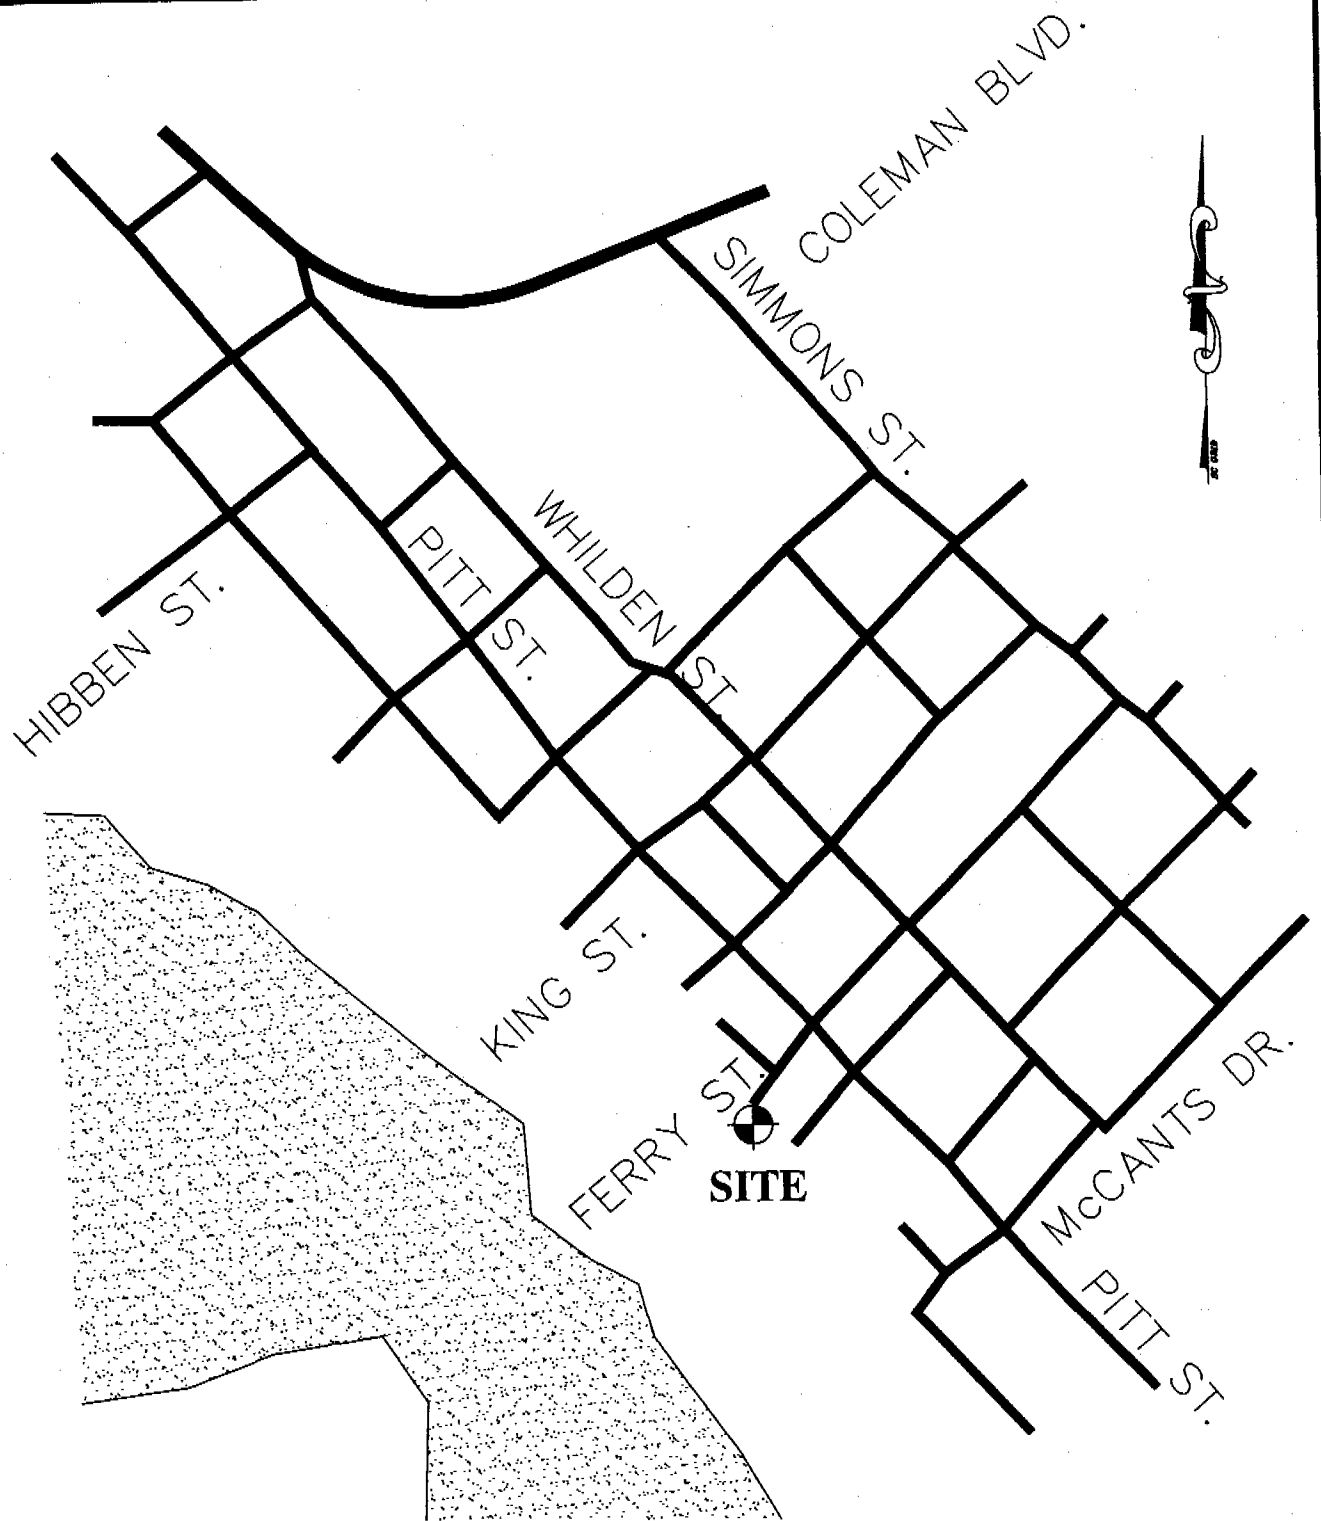 COLEMAN BLVD.
SIMMONS ST.
WHILDEN ST.
PITT ST.
HIBBEN ST.
KING ST.
FERRY ST.
SITE
McCANTS DR.
PITT ST.